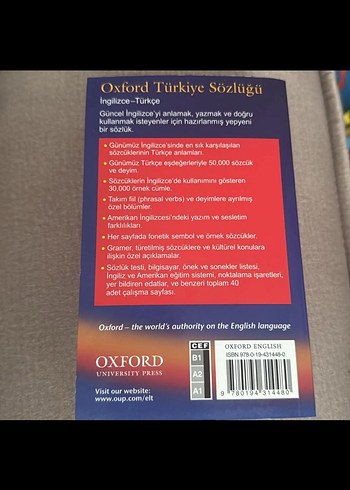 Oxford Türkiye Sözlüğü
İngilizce–Türkçe
Güncel İngilizce'yi anlamak, yazmak ve doğru
kullanmak isteyenler için hazırlanmış yepyeni
bir sözlük.
• Günümüz İngilizce'sinde en sık karşılaşılan
sözcüklerinin Türkçe anlamları.
• Günümüz Türkçe eşdeğerleriyle 50.000 sözcük
ve deyim.
• Sözcüklerin İngilizce'de kullanımını gösteren
30,000 örnek cümle.
• Takım fiil (phrasal verbs) ve deyimlere ayrılmış
özel bölümler.
• Amerikan İngilizcesi'ndeki yazım ve sesletim
farklılıkları.
• Her sayfada fonetik sembol ve örnek sözcükler.
• Gramer, türetilmiş sözcüklere ve kültürel konulara
ilişkin özel açıklamalar.
• Sözlük testi, bilgisayar, önek ve sonekler listesi,
İngiliz ve Amerikan eğitim sistemi, noktalama işaretleri,
yer bildiren edatlar, ve benzeri toplam 40
adet çalışma sayfası.
Oxford – the world's authority on the English language
OXFORD
UNIVERSITY PRESS
Visit our website:
www.oup.com/elt
CEF
B1
A2
A1
OXFORD ENGLISH
ISBN 978-0-19-431448-0
9 780194 314480